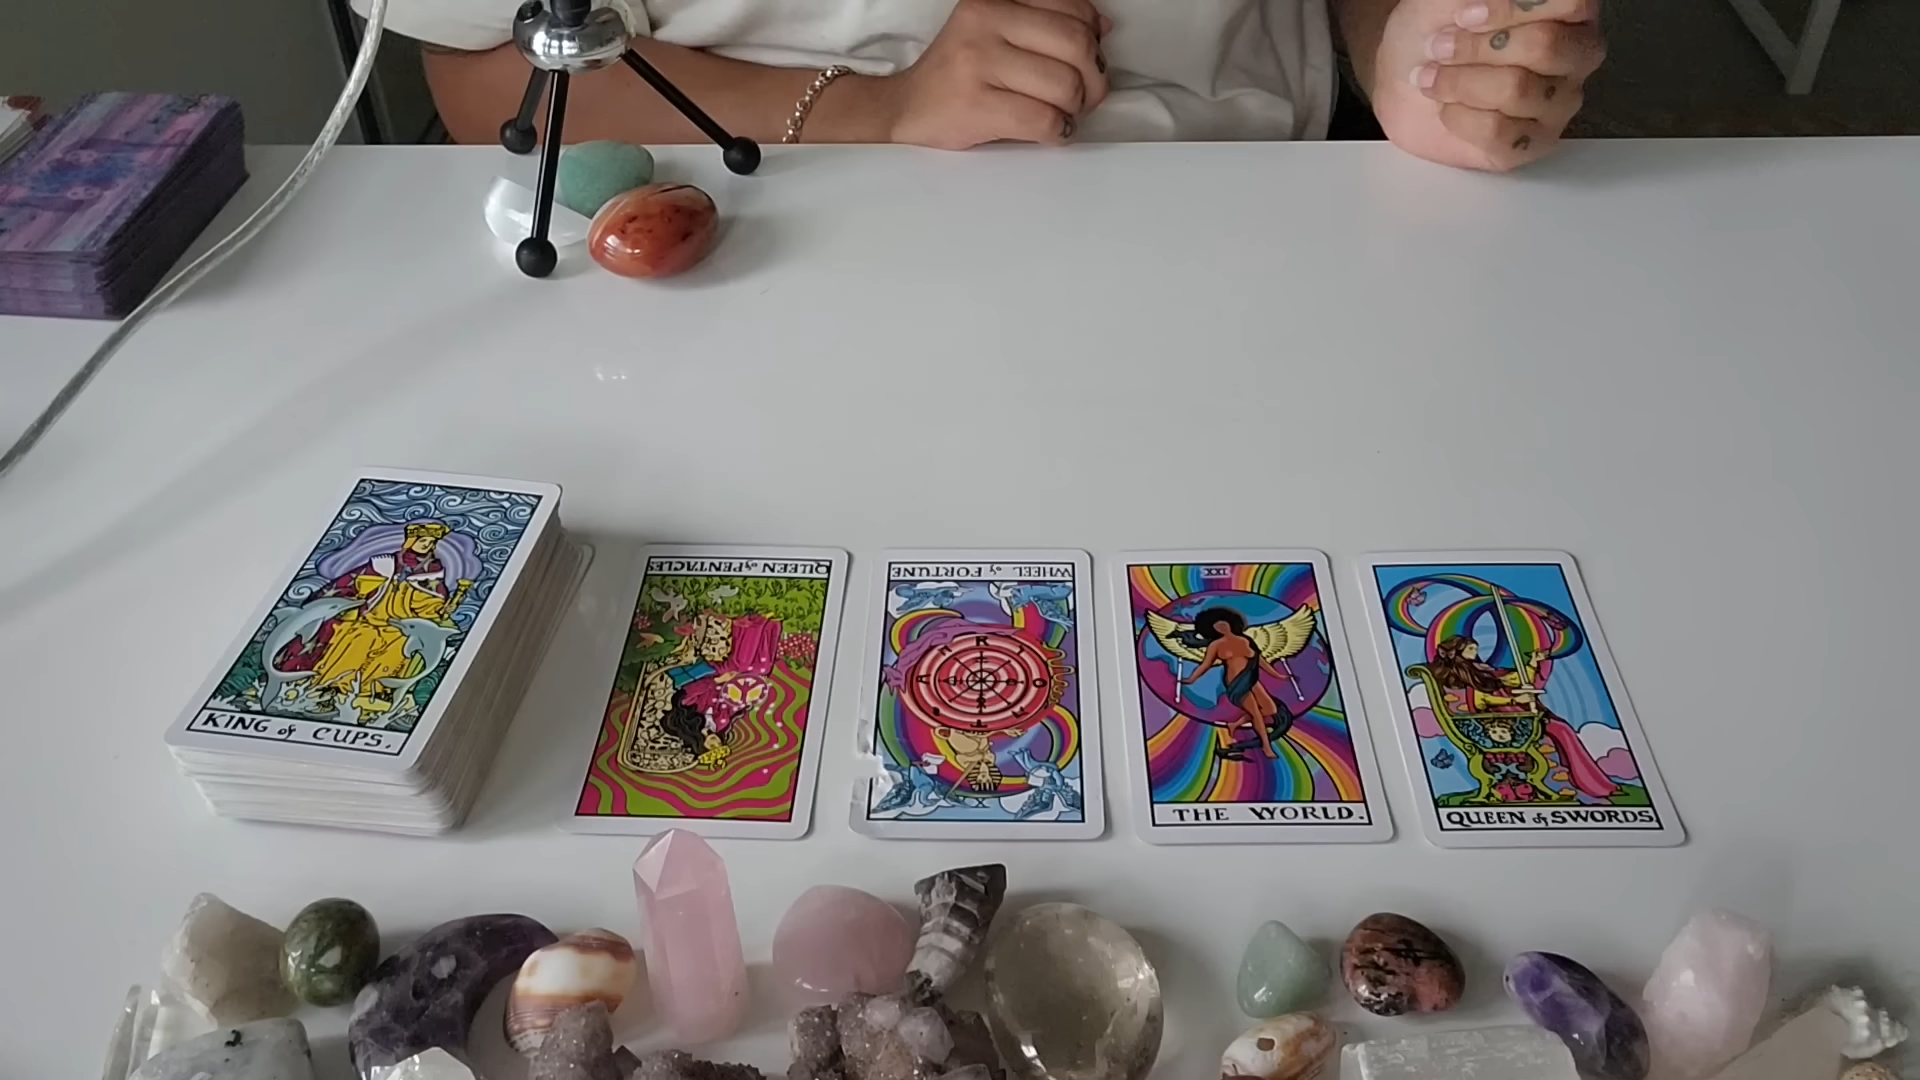 KING of CUPS.
QUEEN of PENTACLES
WHEEL of FORTUNE
X
XXI
THE WORLD.
QUEEN of SWORDS